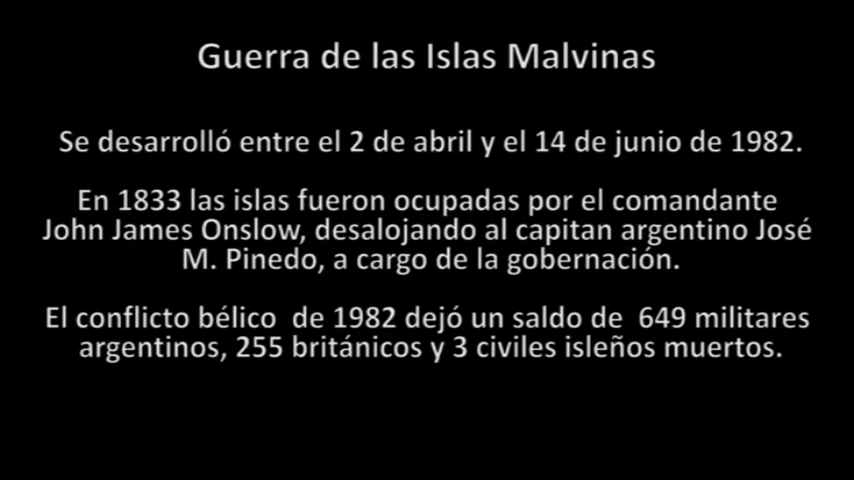 Guerra de las Islas Malvinas
Se desarrolló entre el 2 de abril y el 14 de junio de 1982.
En 1833 las islas fueron ocupadas por el comandante
John James Onslow, desalojando al capitan argentino José
M. Pinedo, a cargo de la gobernación.
El conflicto bélico  de 1982 dejó un saldo de  649 militares
argentinos, 255 británicos y 3 civiles isleños muertos.